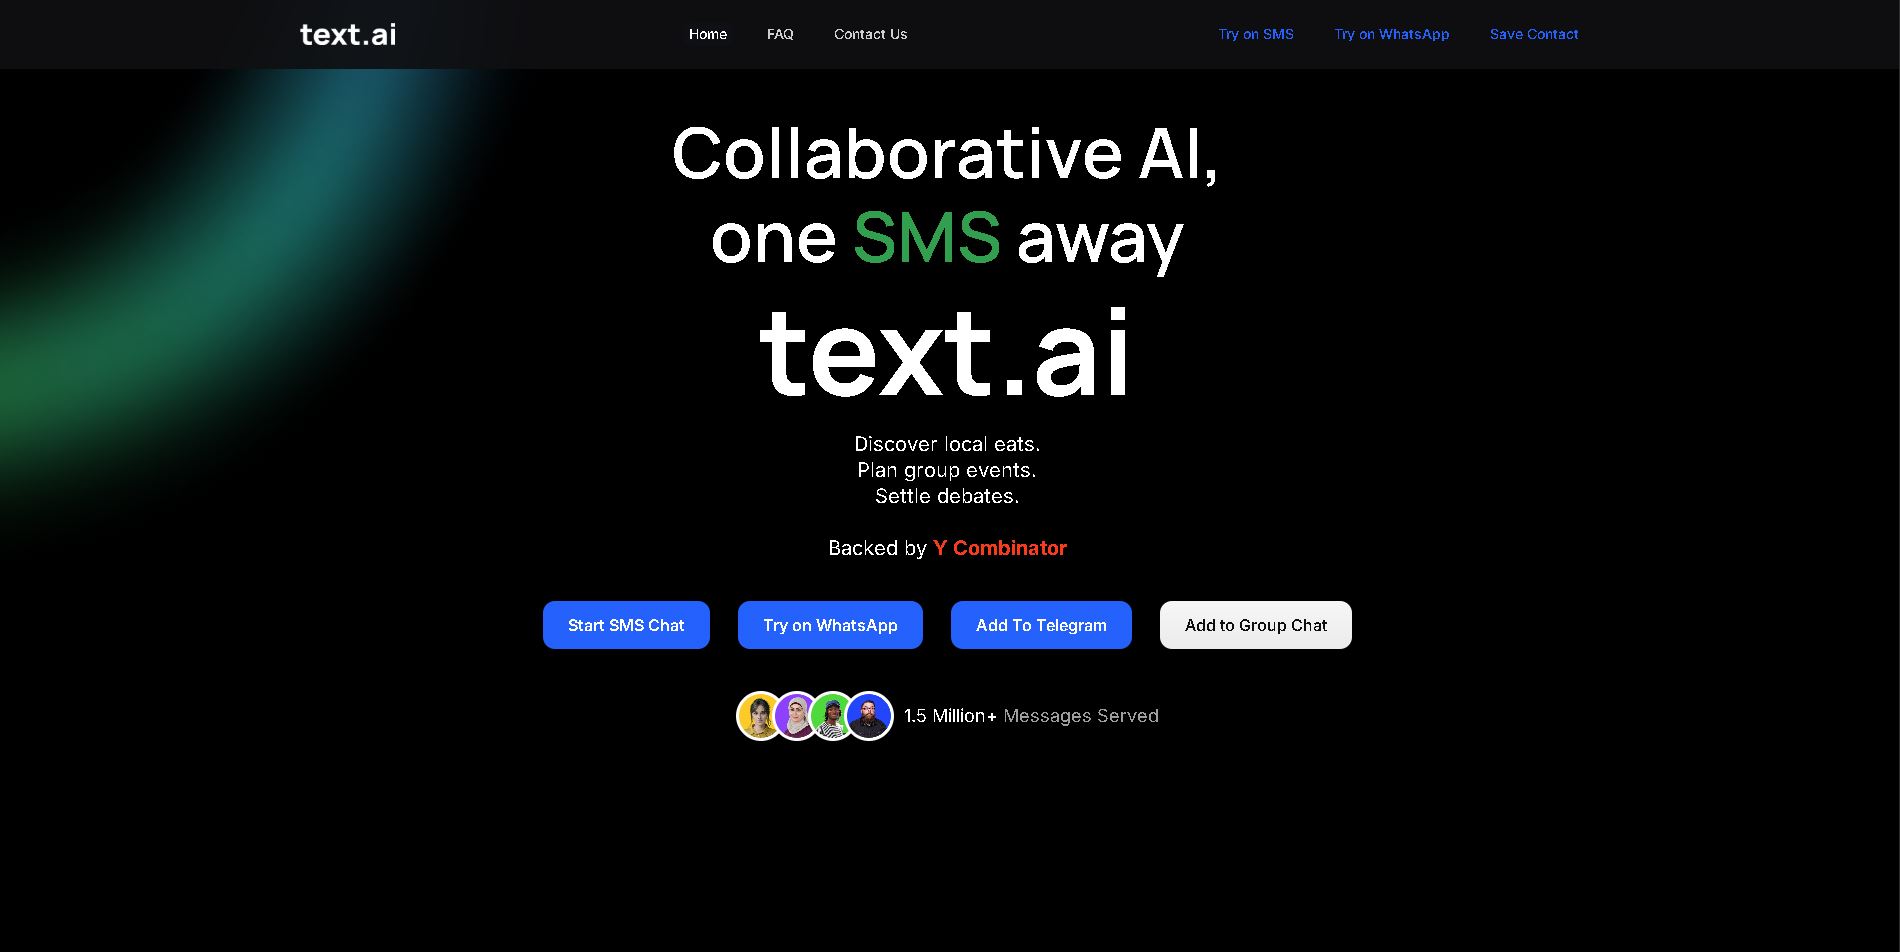 text.ai
Home
FAQ
Contact Us
Try on SMS
Try on WhatsApp
Save Contact
Collaborative AI,
one SMS away
text.ai
Discover local eats.
Plan group events.
Settle debates.
Backed by Y Combinator
Start SMS Chat
Try on WhatsApp
Add To Telegram
Add to Group Chat
1.5 Million+ Messages Served